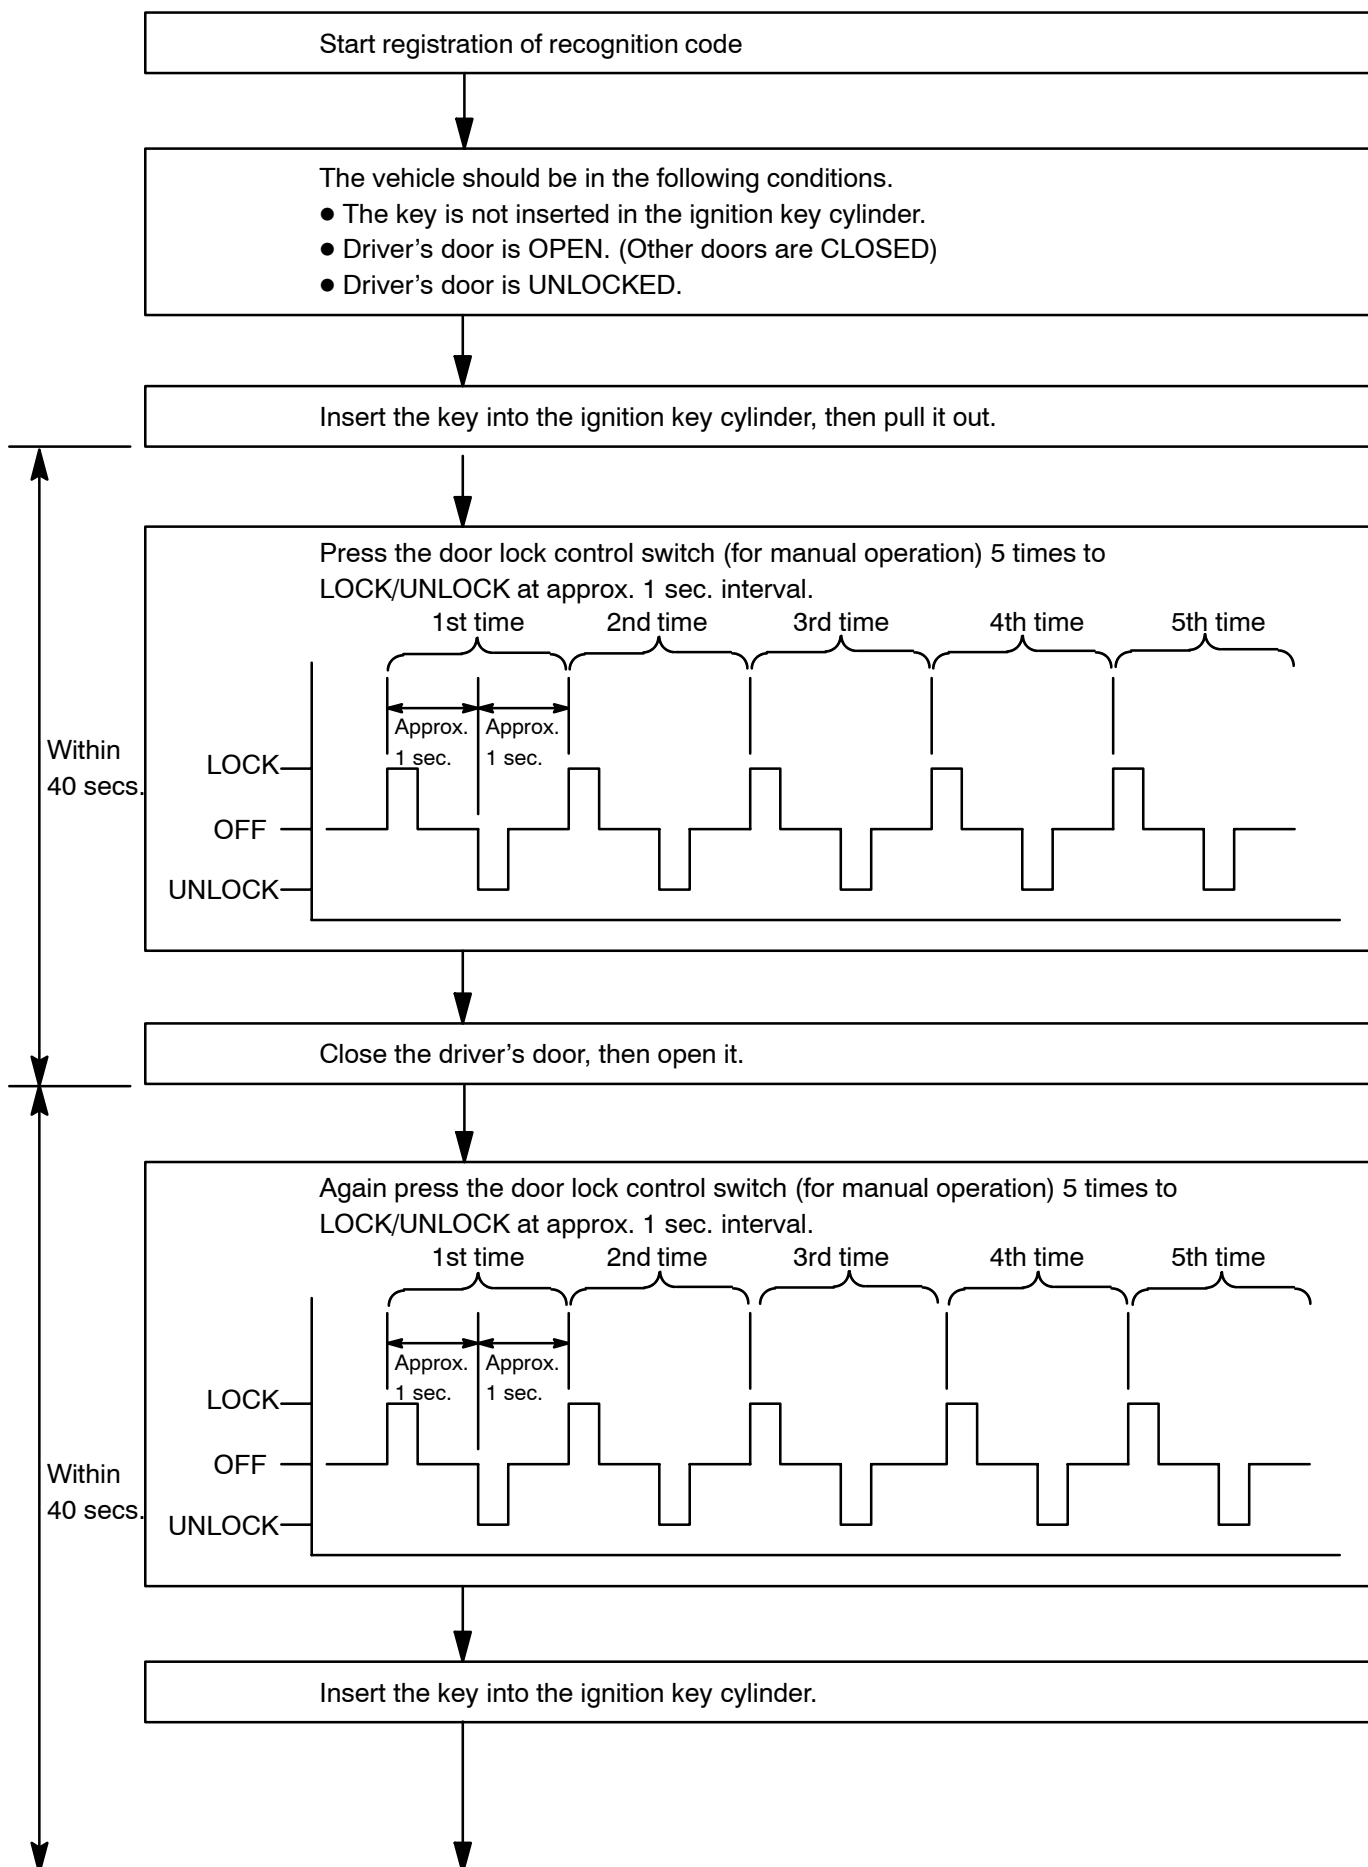 Start registration of recognition code
The vehicle should be in the following conditions.
● The key is not inserted in the ignition key cylinder.
● Driver's door is OPEN. (Other doors are CLOSED)
● Driver's door is UNLOCKED.
Insert the key into the ignition key cylinder, then pull it out.
Press the door lock control switch (for manual operation) 5 times to
LOCK/UNLOCK at approx. 1 sec. interval.
1st time 2nd time 3rd time 4th time 5th time
Approx. Approx.
1 sec. 1 sec.
Within
40 secs.
LOCK
OFF
UNLOCK
Close the driver's door, then open it.
Again press the door lock control switch (for manual operation) 5 times to
LOCK/UNLOCK at approx. 1 sec. interval.
1st time 2nd time 3rd time 4th time 5th time
Approx. Approx.
1 sec. 1 sec.
LOCK
OFF
Within
40 secs.
UNLOCK
Insert the key into the ignition key cylinder.